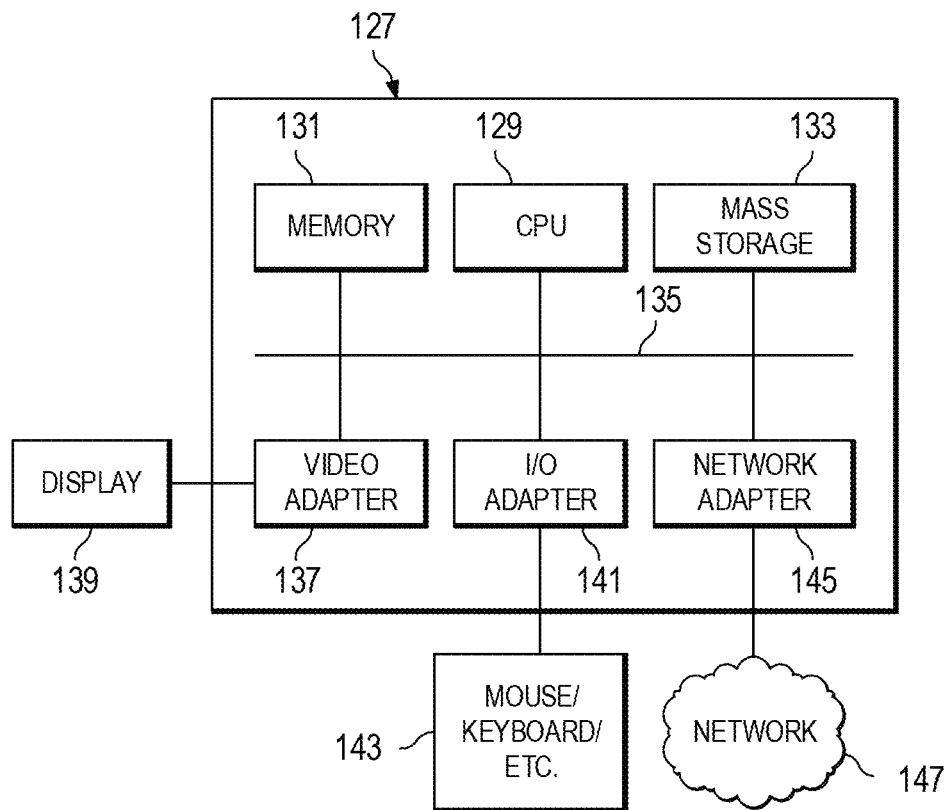 127
131
129
133
MEMORY
CPU
MASS
STORAGE
135
DISPLAY
VIDEO
ADAPTER
I/O
ADAPTER
NETWORK
ADAPTER
139
137
141
145
MOUSE/
KEYBOARD/
ETC.
NETWORK
143
147